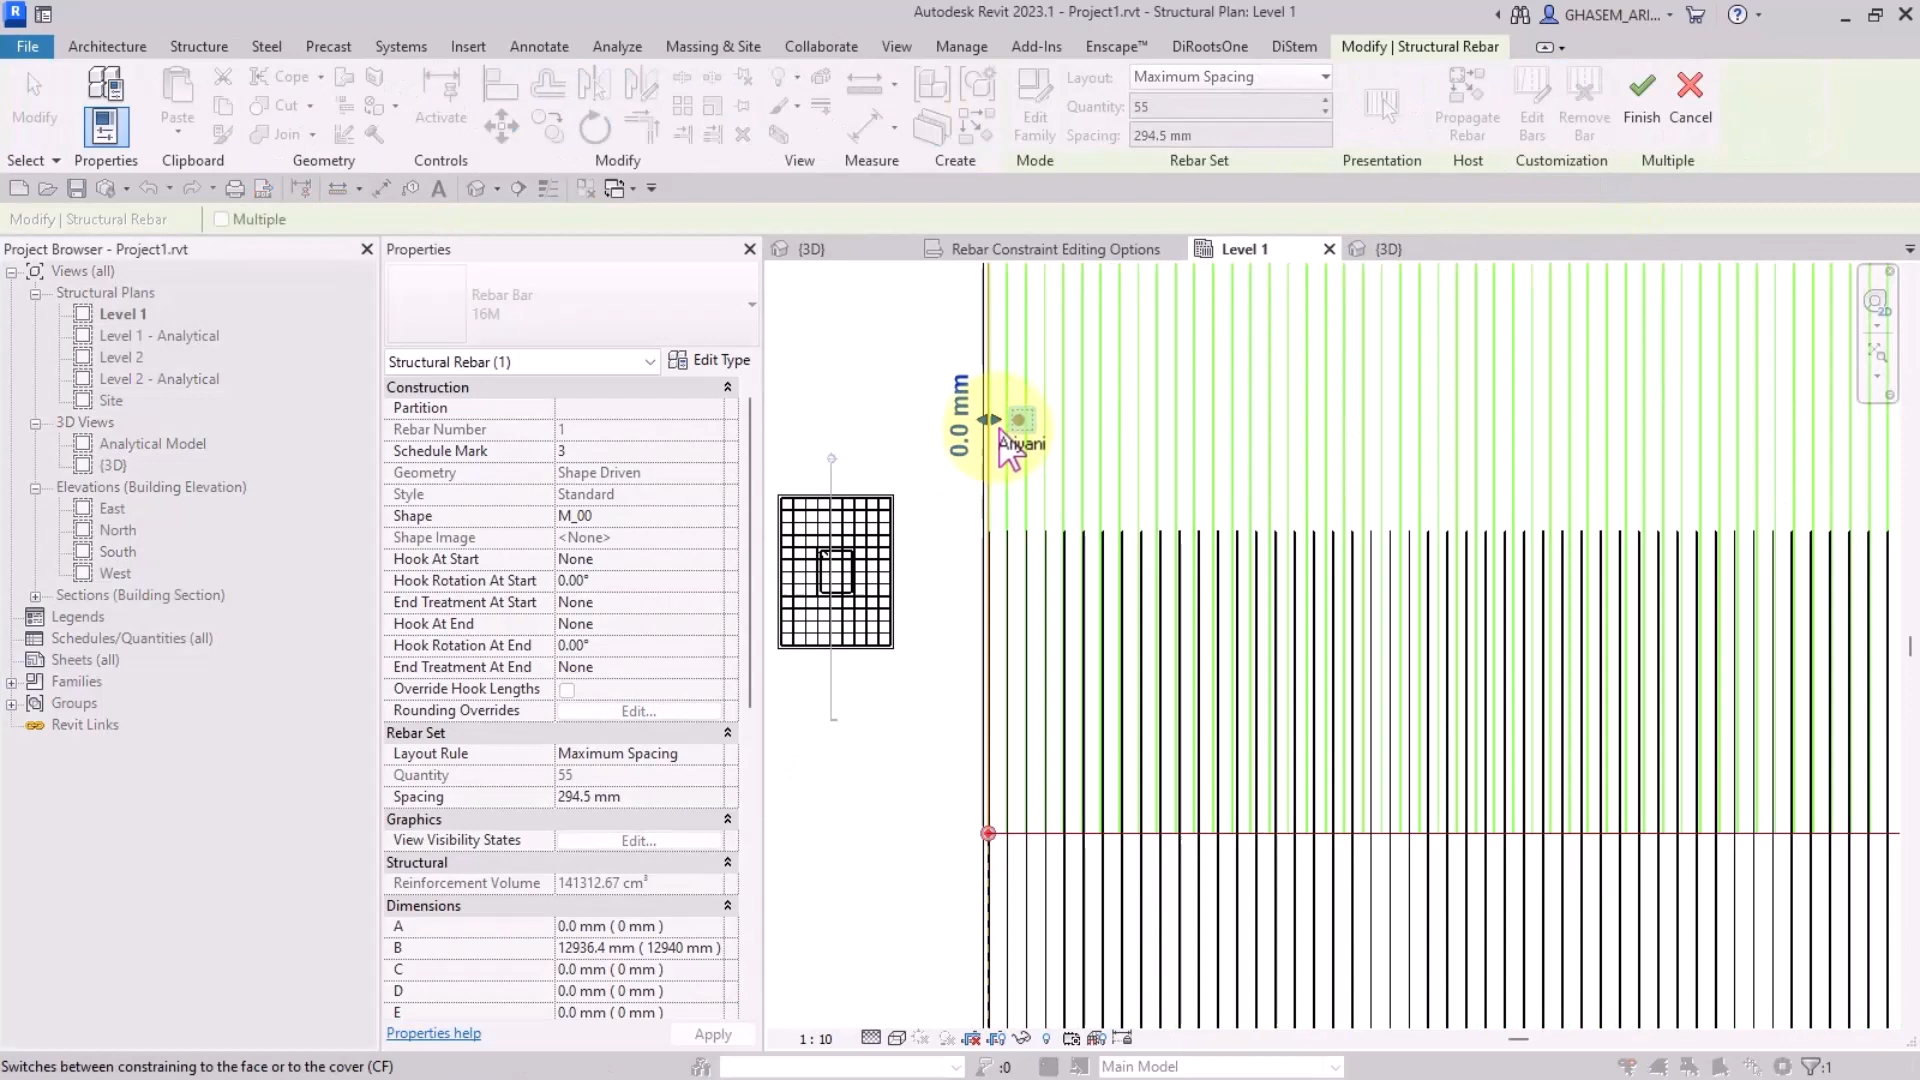 Autodesk Revit 2023.1 - Project1.rvt - Structural Plan: Level 1
GHASEM_ARI...
File Architecture Structure Steel Precast Systems Insert Annotate Analyze Massing & Site Collaborate View Manage Add-Ins Enscape™ DiRootsOne DiStem Modify | Structural Rebar
Modify
Paste
Cope
Cut
Join
Activate
Edit Family
Layout: Maximum Spacing
Quantity: 55
Spacing: 294.5 mm
Propagate Rebar
Edit Bars
Remove Bar
Finish Cancel
Select Properties Clipboard Geometry Controls Modify View Measure Create Mode Rebar Set Presentation Host Customization Multiple
Modify | Structural Rebar Multiple
Project Browser - Project1.rvt
Views (all)
Structural Plans
Level 1
Level 1 - Analytical
Level 2
Level 2 - Analytical
Site
3D Views
Analytical Model
{3D}
Elevations (Building Elevation)
East
North
South
West
Sections (Building Section)
Legends
Schedules/Quantities (all)
Sheets (all)
Families
Groups
Revit Links
Properties
Rebar Bar
16M
Structural Rebar (1) Edit Type
Construction
Partition
Rebar Number 1
Schedule Mark 3
Geometry Shape Driven
Style Standard
Shape M_00
Shape Image <None>
Hook At Start None
Hook Rotation At Start 0.00°
End Treatment At Start None
Hook At End None
Hook Rotation At End 0.00°
End Treatment At End None
Override Hook Lengths
Rounding Overrides Edit...
Rebar Set
Layout Rule Maximum Spacing
Quantity 55
Spacing 294.5 mm
Graphics
View Visibility States Edit...
Structural
Reinforcement Volume 141312.67 cm³
Dimensions
A 0.0 mm ( 0 mm )
B 12936.4 mm ( 12940 mm )
C 0.0 mm ( 0 mm )
D 0.0 mm ( 0 mm )
E 0.0 mm ( 0 mm )
Properties help Apply
{3D} Rebar Constraint Editing Options Level 1 {3D}
2D
0.0 mm
Ariyani
1 : 10
Switches between constraining to the face or to the cover (CF)
:0
Main Model
:1